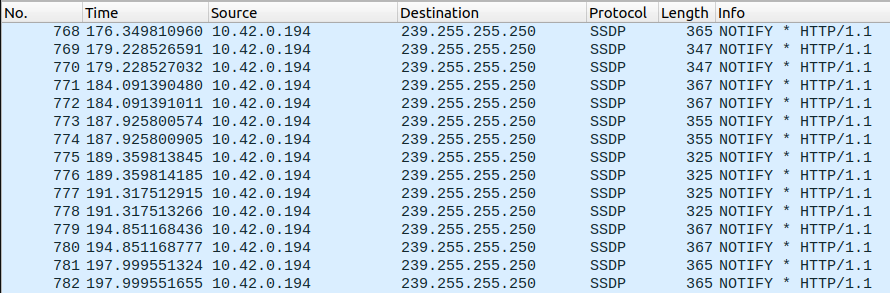 No. Time Source Destination Protocol Length Info
768 176.349810960 10.42.0.194 239.255.255.250 SSDP 365 NOTIFY * HTTP/1.1
769 179.228526591 10.42.0.194 239.255.255.250 SSDP 347 NOTIFY * HTTP/1.1
770 179.228527032 10.42.0.194 239.255.255.250 SSDP 347 NOTIFY * HTTP/1.1
771 184.091390480 10.42.0.194 239.255.255.250 SSDP 367 NOTIFY * HTTP/1.1
772 184.091391011 10.42.0.194 239.255.255.250 SSDP 367 NOTIFY * HTTP/1.1
773 187.925800574 10.42.0.194 239.255.255.250 SSDP 355 NOTIFY * HTTP/1.1
774 187.925800905 10.42.0.194 239.255.255.250 SSDP 355 NOTIFY * HTTP/1.1
775 189.359813845 10.42.0.194 239.255.255.250 SSDP 325 NOTIFY * HTTP/1.1
776 189.359814185 10.42.0.194 239.255.255.250 SSDP 325 NOTIFY * HTTP/1.1
777 191.317512915 10.42.0.194 239.255.255.250 SSDP 325 NOTIFY * HTTP/1.1
778 191.317513266 10.42.0.194 239.255.255.250 SSDP 325 NOTIFY * HTTP/1.1
779 194.851168436 10.42.0.194 239.255.255.250 SSDP 367 NOTIFY * HTTP/1.1
780 194.851168777 10.42.0.194 239.255.255.250 SSDP 367 NOTIFY * HTTP/1.1
781 197.999551324 10.42.0.194 239.255.255.250 SSDP 365 NOTIFY * HTTP/1.1
782 197.999551655 10.42.0.194 239.255.255.250 SSDP 365 NOTIFY * HTTP/1.1